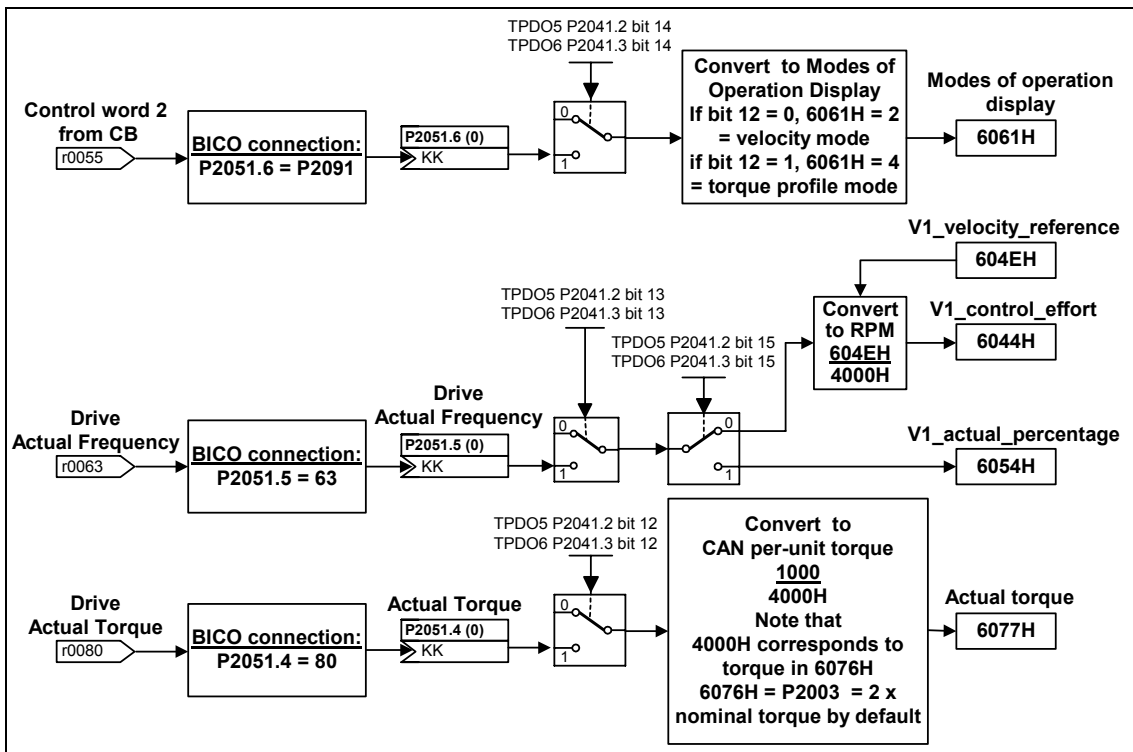 TPDO5 P2041.2 bit 14
TPDO6 P2041.3 bit 14
Control word 2
from CB
r0055
BICO connection:
P2051.6 = P2091
P2051.6 (0)
KK
0
1
Convert to Modes of
Operation Display
If bit 12 = 0, 6061H = 2
= velocity mode
if bit 12 = 1, 6061H = 4
= torque profile mode
Modes of operation
display
6061H
V1_velocity_reference
604EH
TPDO5 P2041.2 bit 13
TPDO6 P2041.3 bit 13
TPDO5 P2041.2 bit 15
TPDO6 P2041.3 bit 15
Convert
to RPM
604EH
4000H
V1_control_effort
6044H
Drive
Actual Frequency
r0063
BICO connection:
P2051.5 = 63
Drive
Actual Frequency
P2051.5 (0)
KK
0
1
0
1
V1_actual_percentage
6054H
TPDO5 P2041.2 bit 12
TPDO6 P2041.3 bit 12
Drive
Actual Torque
r0080
BICO connection:
P2051.4 = 80
Actual Torque
P2051.4 (0)
KK
0
1
Convert to
CAN per-unit torque
1000
4000H
Note that
4000H corresponds to
torque in 6076H
6076H = P2003 = 2 x
nominal torque by default
Actual torque
6077H